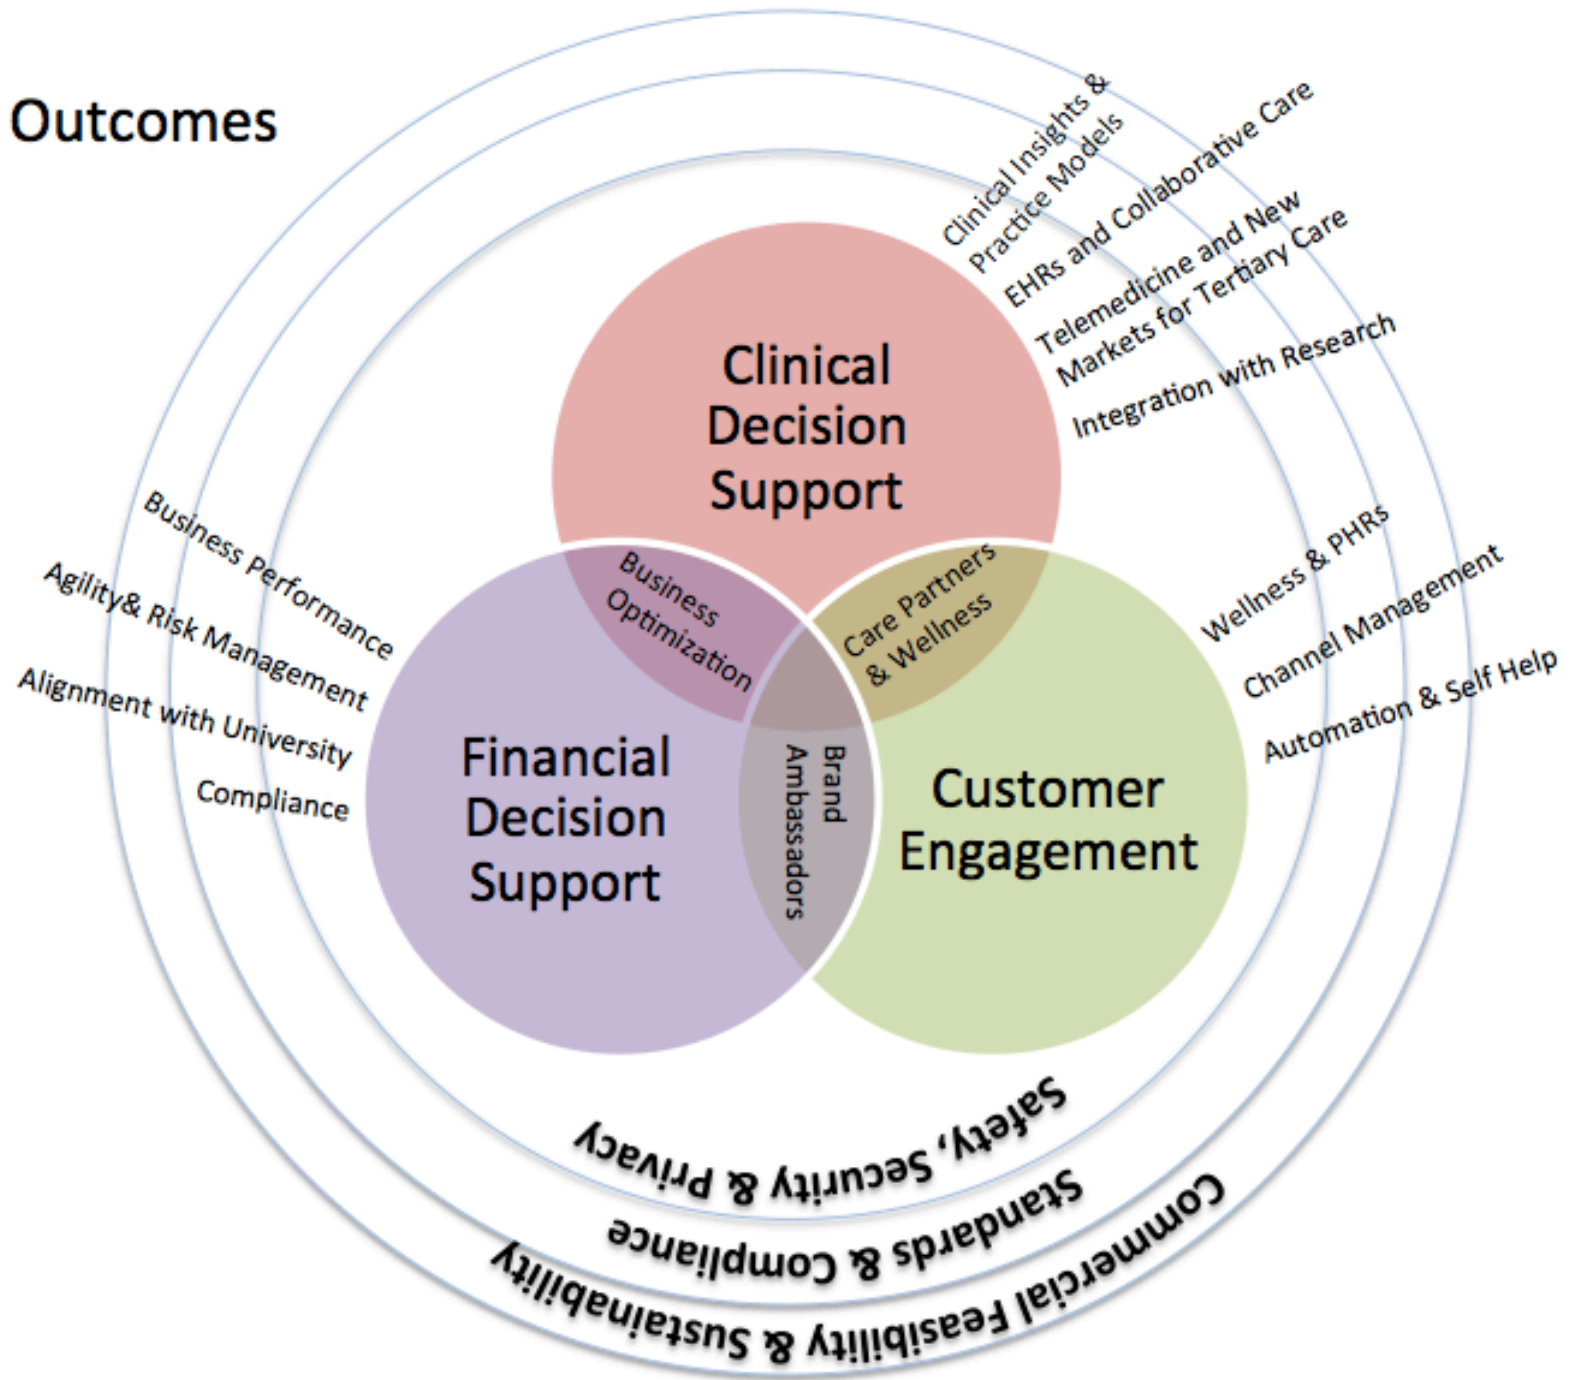 Outcomes
Clinical Insights &
Practice Models
EHRs and Collaborative Care
Telemedicine and New
Markets for Tertiary Care
Integration with Research
Clinical
Decision
Support
Business Performance
Agility& Risk Management
Alignment with University
Compliance
Business
Optimization
Care Partners
& Wellness
Wellness & PHRs
Channel Management
Automation & Self Help
Financial
Decision
Support
Brand
Ambassadors
Customer
Engagement
Safety, Security & Privacy
Standards & Compliance
Commercial Feasibility & Sustainability